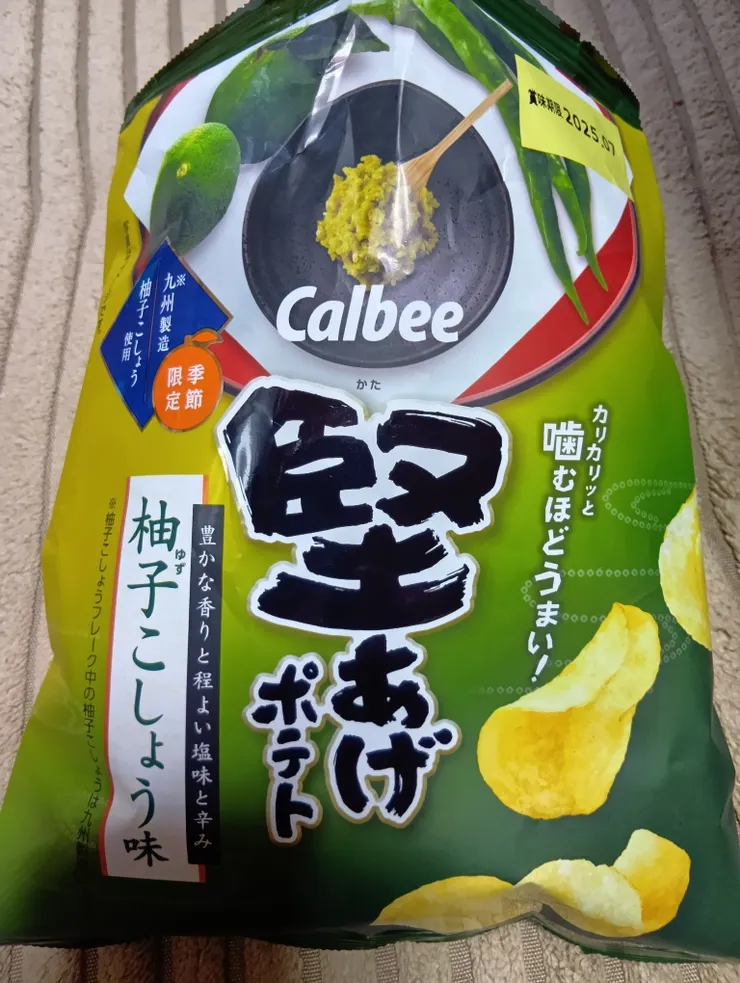 賞味期限 2025.07
Calbee
※九州製造
柚子こしょう
使用
季節
限定
かた
堅あげ
ポテト
カリカリッと
噛むほどうまい!
豊かな香りと程よい塩味と辛み
ゆず
柚子こしょう味
※柚子こしょうフレーク中の柚子こしょうは九州